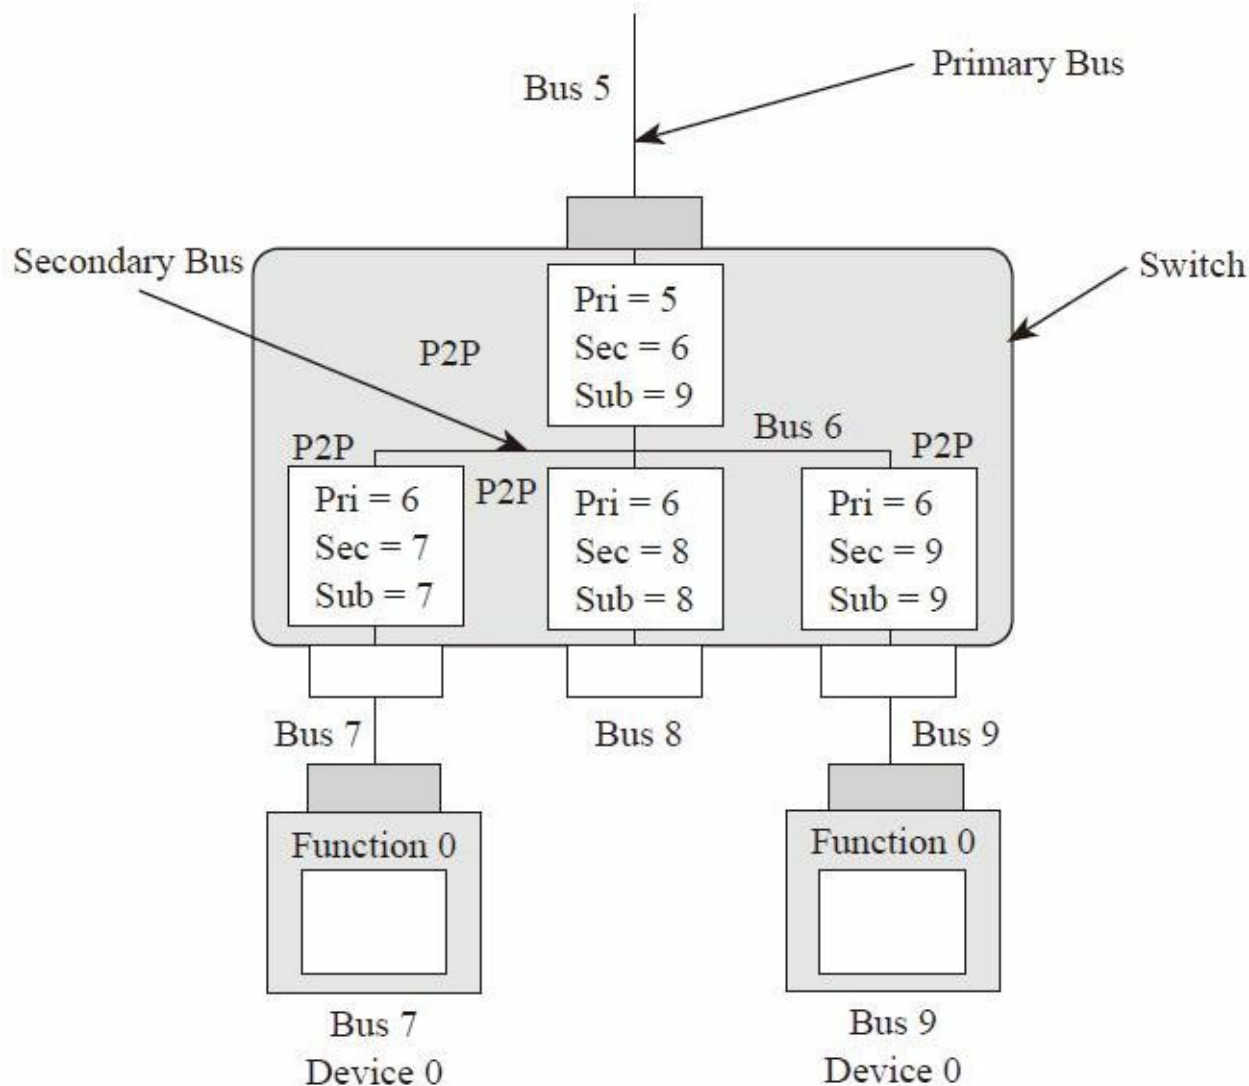 Primary Bus
Bus 5
Secondary Bus
Switch
Pri = 5
Sec = 6
Sub = 9
P2P
Bus 6
P2P
P2P
P2P
Pri = 6
Sec = 7
Sub = 7
Pri = 6
Sec = 8
Sub = 8
Pri = 6
Sec = 9
Sub = 9
Bus 7
Bus 8
Bus 9
Function 0
Function 0
Bus 7
Device 0
Bus 9
Device 0